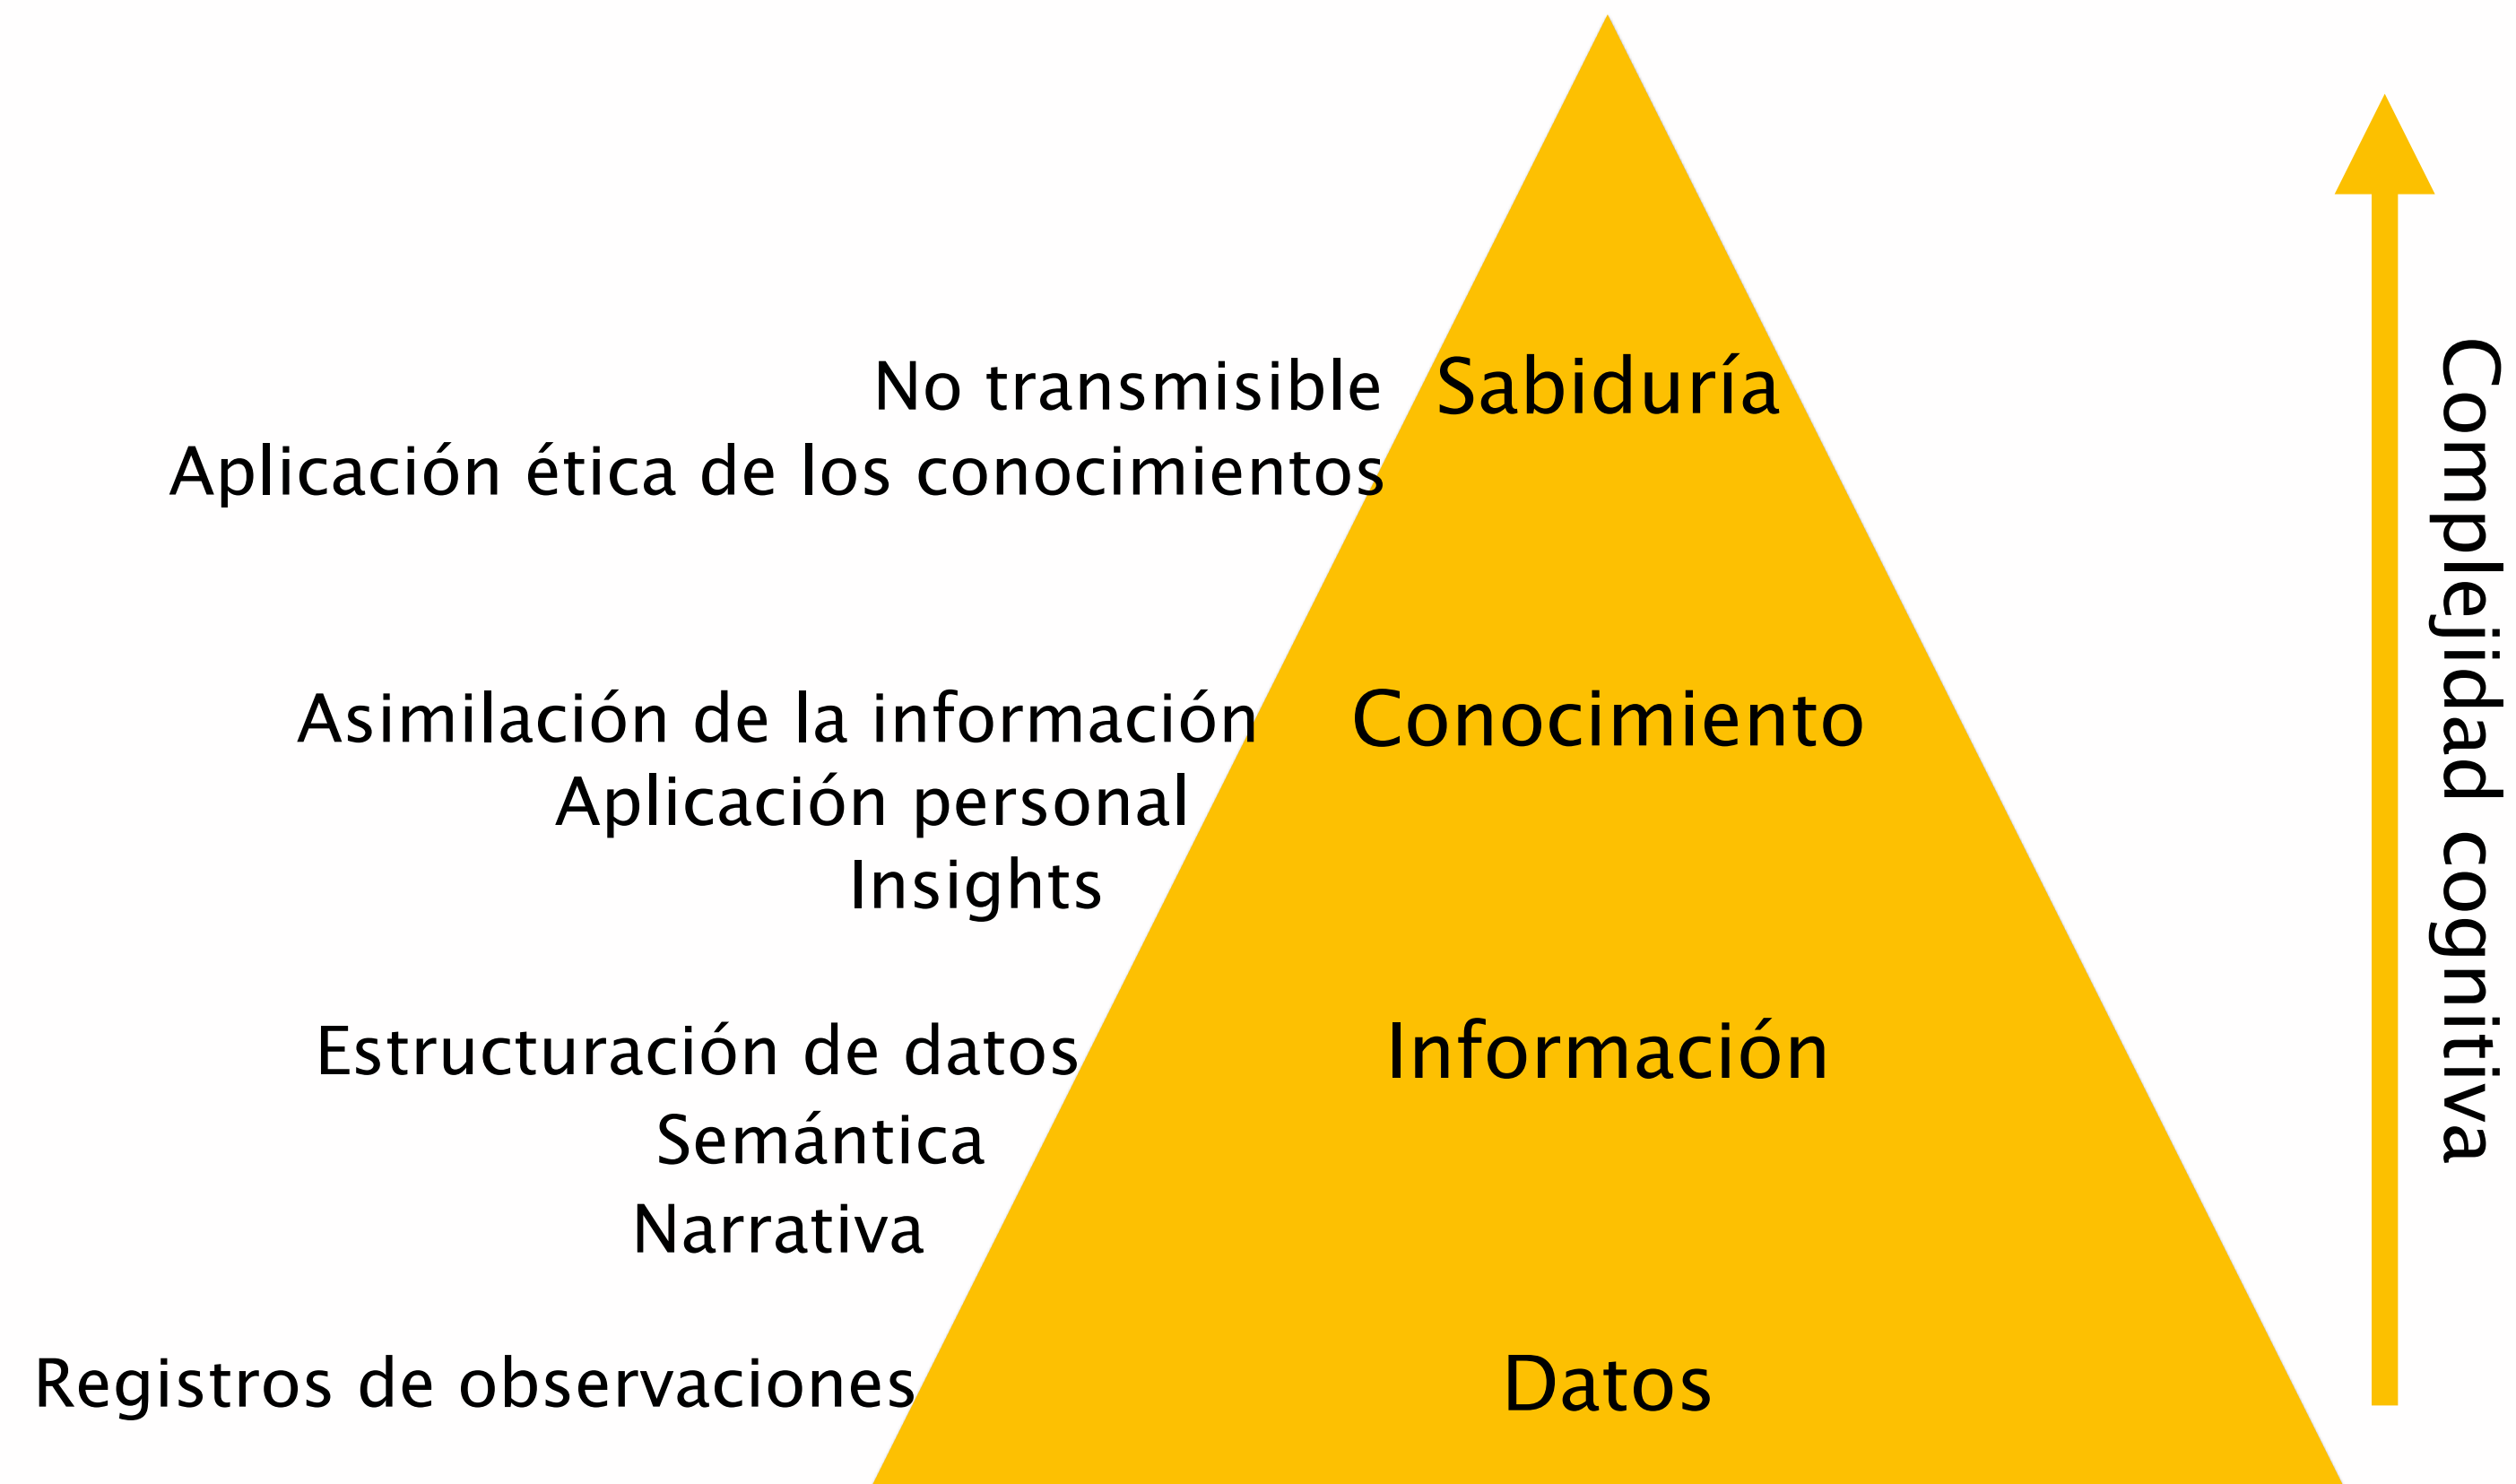 No transmisible
Sabiduría
Aplicación ética de los conocimientos
Asimilación de la información
Conocimiento
Aplicación personal
Insights
Estructuración de datos
Información
Semántica
Narrativa
Registros de observaciones
Datos
Complejidad cognitiva